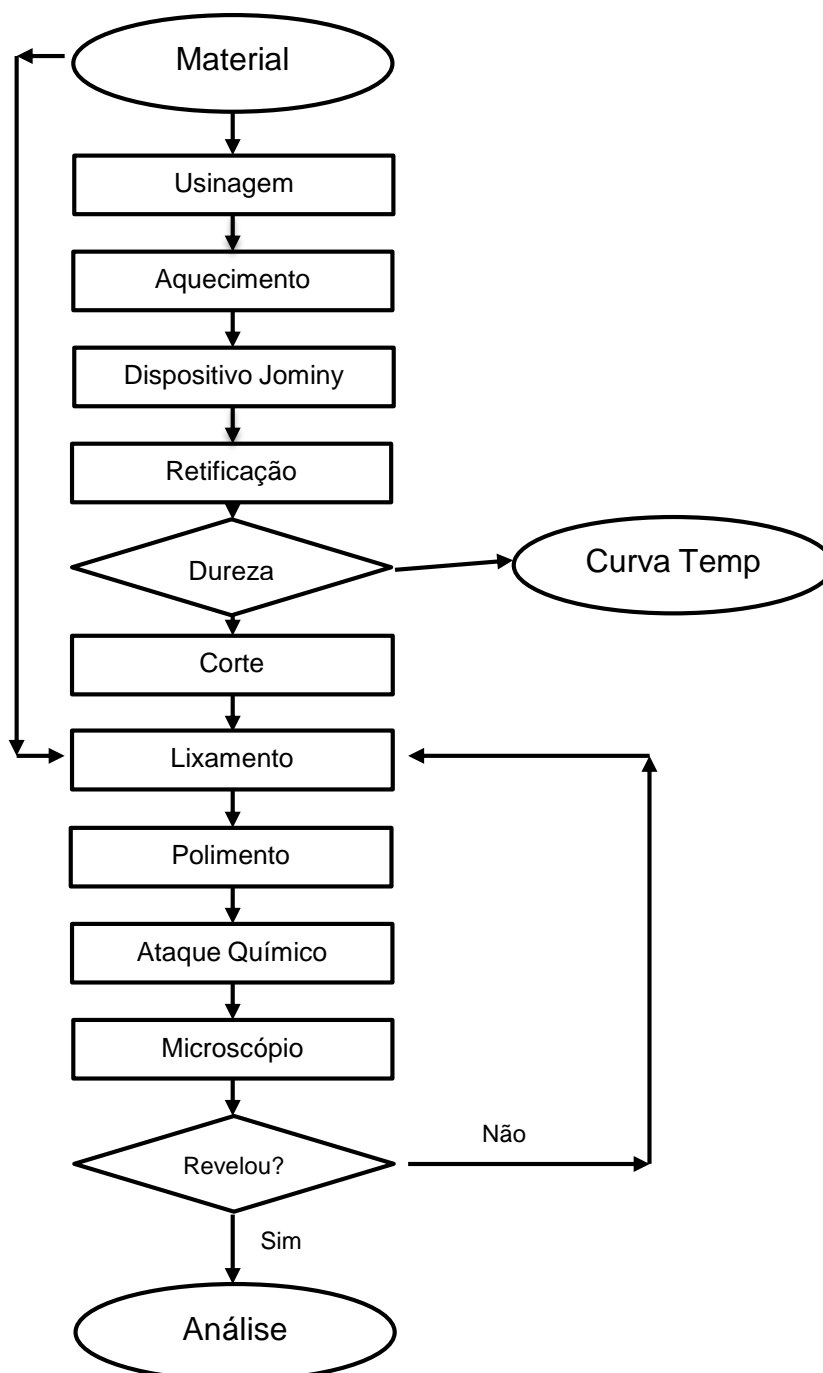 Material
Usinagem
Aquecimento
Dispositivo Jominy
Retificação
Dureza
Curva Temp
Corte
Lixamento
Polimento
Ataque Químico
Microscópio
Revelou?
Não
Sim
Análise